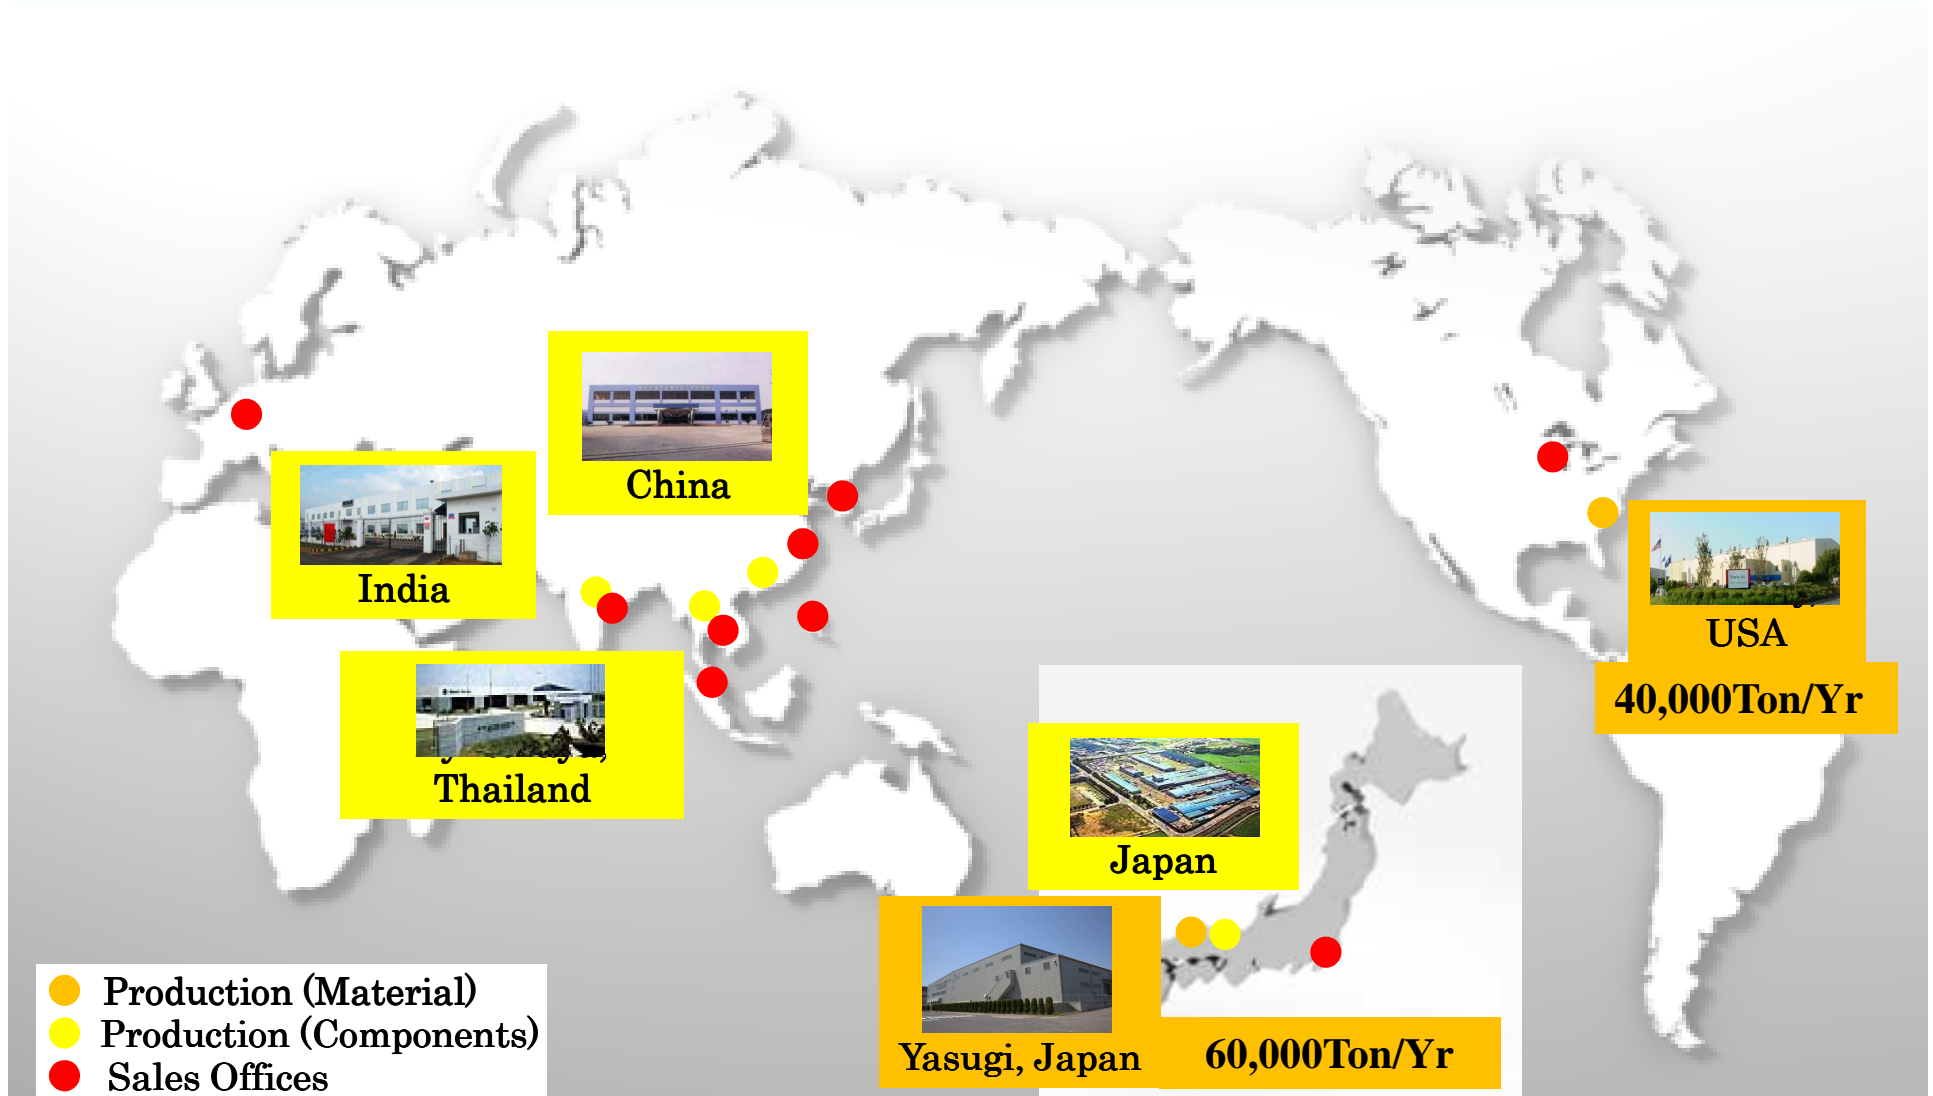 China
India
USA
40,000Ton/Yr
Thailand
Japan
Yasugi, Japan
60,000Ton/Yr
Production (Material)
Production (Components)
Sales Offices